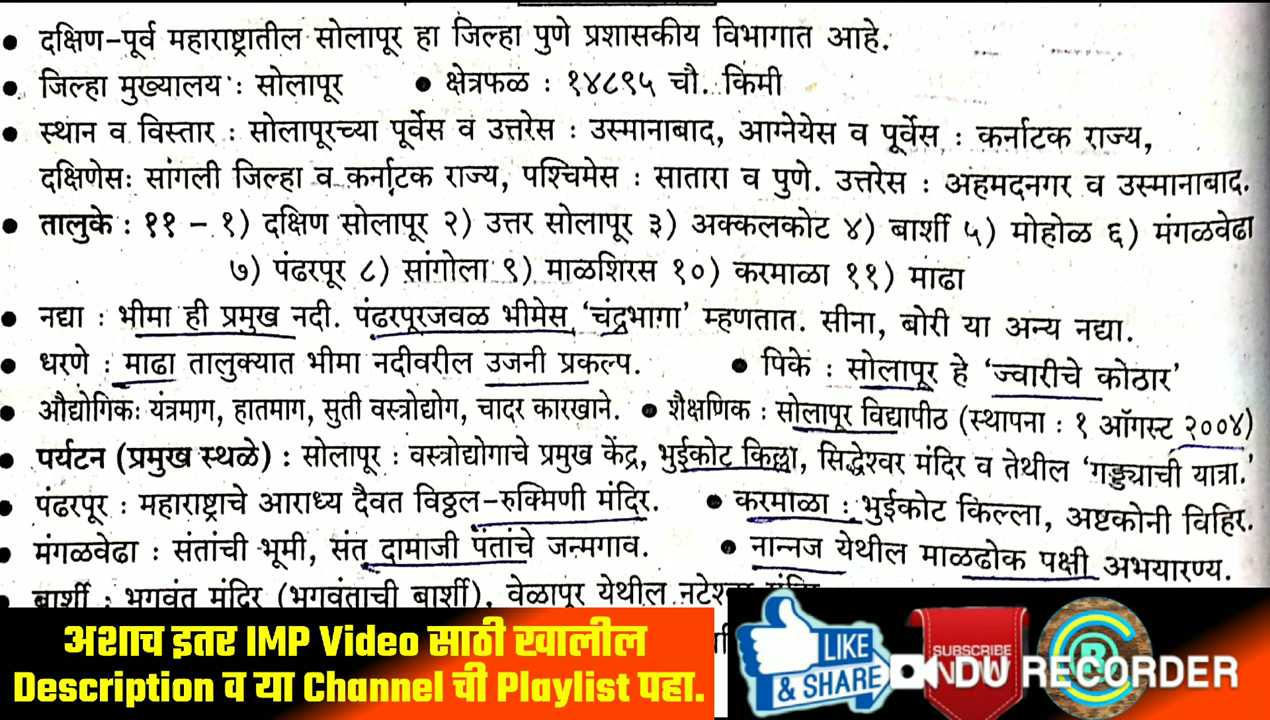 • दक्षिण-पूर्व महाराष्ट्रातील सोलापूर हा जिल्हा पुणे प्रशासकीय विभागात आहे.
• जिल्हा मुख्यालय : सोलापूर • क्षेत्रफळ : १४८९५ चौ. किमी
• स्थान व विस्तार : सोलापूरच्या पूर्वेस व उत्तरेस : उस्मानाबाद, आग्नेयेस व पूर्वेस : कर्नाटक राज्य,
दक्षिणेसः सांगली जिल्हा व कर्नाटक राज्य, पश्चिमेस : सातारा व पुणे. उत्तरेस : अहमदनगर व उस्मानाबाद.
• तालुके : ११ – १) दक्षिण सोलापूर २) उत्तर सोलापूर ३) अक्कलकोट ४) बार्शी ५) मोहोळ ६) मंगळवेढा
७) पंढरपूर ८) सांगोला ९) माळशिरस १०) करमाळा ११) माढा
• नद्या : भीमा ही प्रमुख नदी. पंढरपूरजवळ भीमेस 'चंद्रभागा' म्हणतात. सीना, बोरी या अन्य नद्या.
• धरणे : माढा तालुक्यात भीमा नदीवरील उजनी प्रकल्प. • पिके : सोलापूर हे 'ज्वारीचे कोठार'
• औद्योगिकः यंत्रमाग, हातमाग, सुती वस्त्रोद्योग, चादर कारखाने. • शैक्षणिक : सोलापूर विद्यापीठ (स्थापना : १ ऑगस्ट २००४)
• पर्यटन (प्रमुख स्थळे) : सोलापूर : वस्त्रोद्योगाचे प्रमुख केंद्र, भुईकोट किल्ला, सिद्धेश्वर मंदिर व तेथील 'गड्ड्याची यात्रा.'
• पंढरपूर : महाराष्ट्राचे आराध्य दैवत विठ्ठल-रुक्मिणी मंदिर. • करमाळा : भुईकोट किल्ला, अष्टकोनी विहिर.
• मंगळवेढा : संतांची भूमी, संत दामाजी पंतांचे जन्मगाव. • नान्नज येथील माळढोक पक्षी अभयारण्य.
• बार्शी : भगवंत मंदिर (भगवंताची बार्शी), वेळापूर येथील
अशाच इतर IMP Video साठी खालील
Description व या Channel ची Playlist पहा.
LIKE
& SHARE
SUBSCRIBE
DU RECORDER